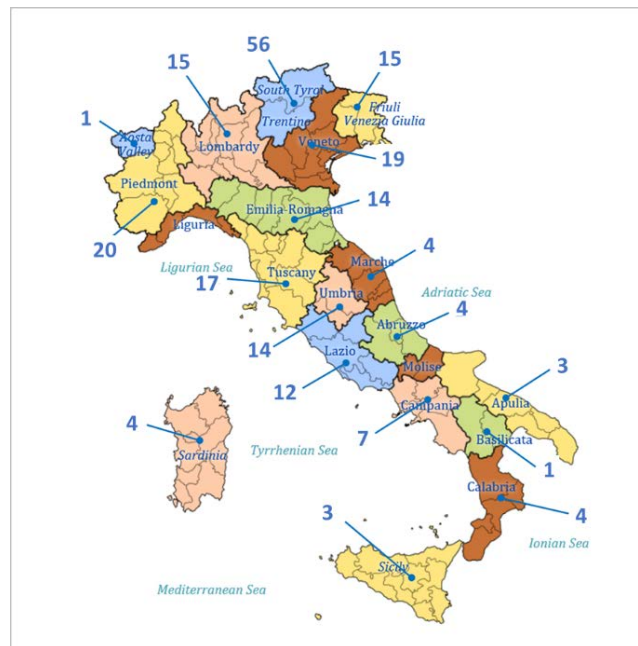 56
15
15
South Tyrol
Friuli
Venezia Giulia
1
Trentino
Aosta
Valley
Lombardy
Veneto
19
Piedmont
Emilia-Romagna
14
Liguria
20
Marche
4
Ligurian Sea
Tuscany
17
Umbria
Adriatic Sea
Abruzzo
4
14
Lazio
Molise
12
3
Campania
Apulia
4
7
Basilicata
Sardinia
Tyrrhenian Sea
1
Calabria
4
3
Ionian Sea
Sicily
Mediterranean Sea